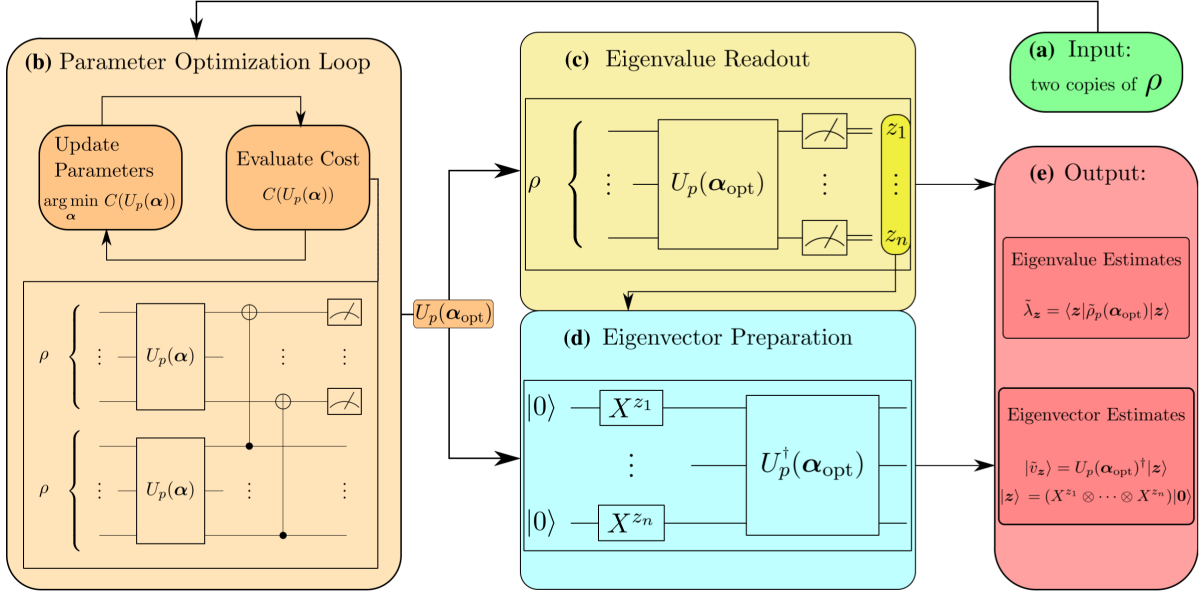 (a) Input:
two copies of ρ
(b) Parameter Optimization Loop
Update
Parameters
arg min C(U_p(α))
α
Evaluate Cost
C(U_p(α))
ρ
⋮ U_p(α) ⋮ ⋮
ρ
⋮ U_p(α) ⋮
U_p(α_opt)
(c) Eigenvalue Readout
z_1
ρ ⋮ U_p(α_opt) ⋮ ⋮
z_n
(d) Eigenvector Preparation
|0⟩ X^{z_1}
⋮ U_p^†(α_opt)
|0⟩ X^{z_n}
(e) Output:
Eigenvalue Estimates
λ̃_z = ⟨z|ρ̃_p(α_opt)|z⟩
Eigenvector Estimates
|ṽ_z⟩ = U_p(α_opt)^†|z⟩
|z⟩ = (X^{z_1} ⊗ ⋯ ⊗ X^{z_n})|0⟩